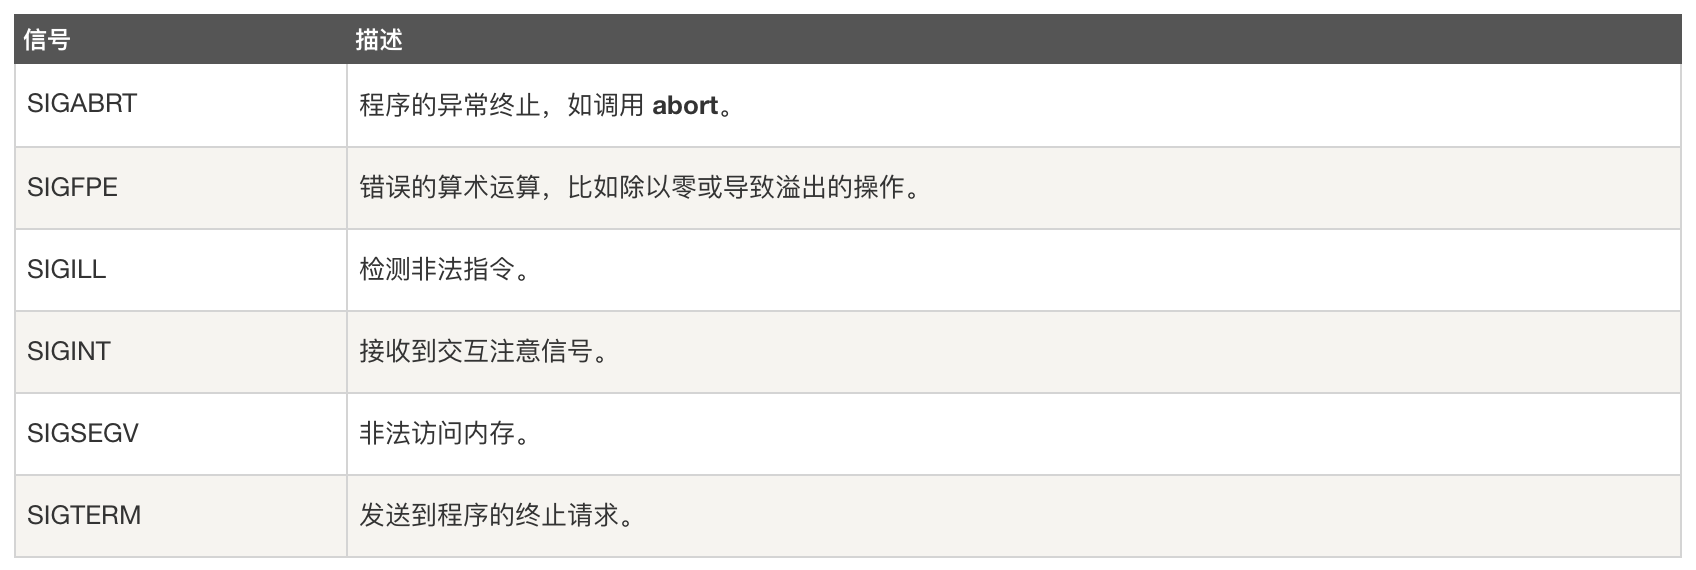 信号 描述
SIGABRT 程序的异常终止，如调用 abort。
SIGFPE 错误的算术运算，比如除以零或导致溢出的操作。
SIGILL 检测非法指令。
SIGINT 接收到交互注意信号。
SIGSEGV 非法访问内存。
SIGTERM 发送到程序的终止请求。